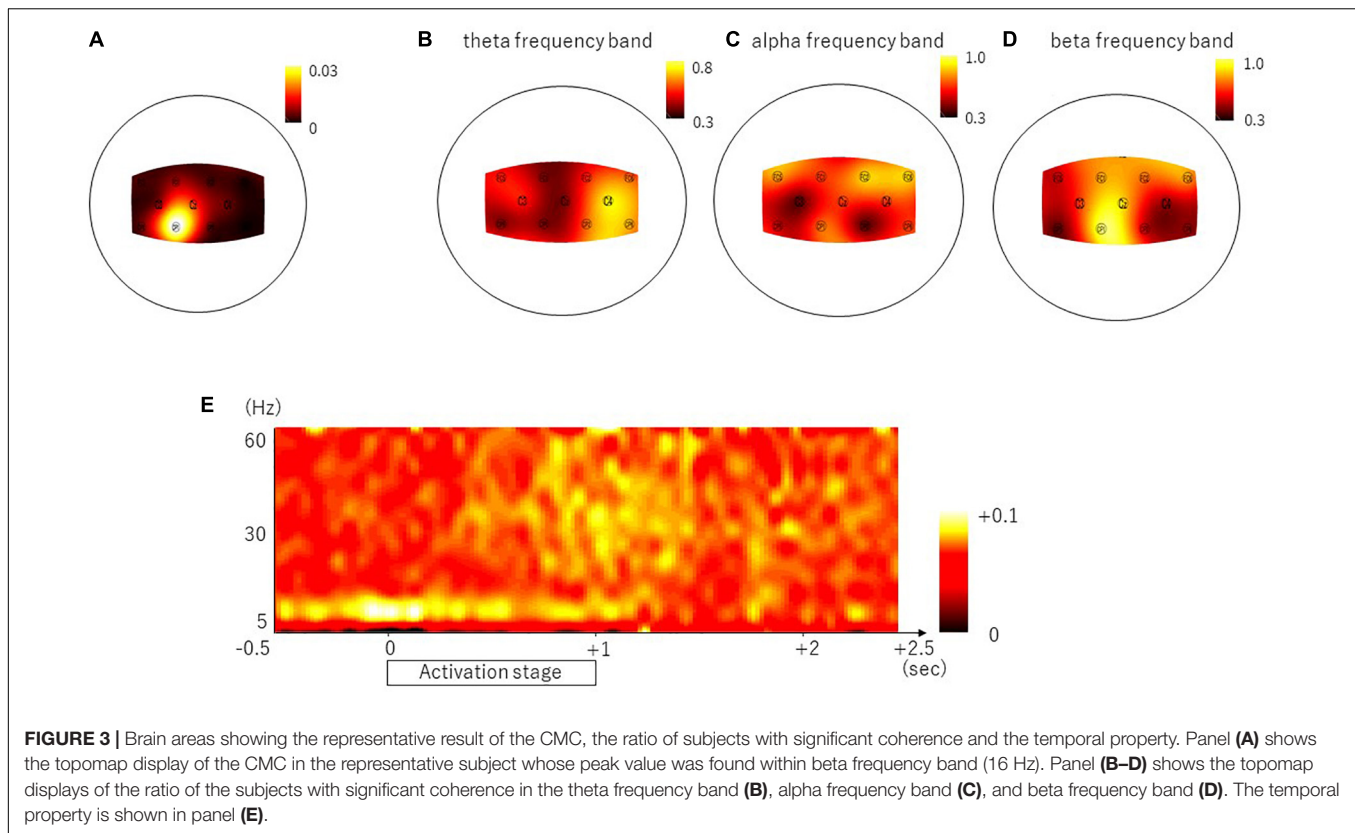 A
B theta frequency band
C alpha frequency band
D beta frequency band
0.03
0
0.8
0.3
1.0
0.3
1.0
0.3
E (Hz)
60
30
5
-0.5 0 +1 +2 +2.5
(sec)
Activation stage
+0.1
0
FIGURE 3 | Brain areas showing the representative result of the CMC, the ratio of subjects with significant coherence and the temporal property. Panel (A) shows
the topomap display of the CMC in the representative subject whose peak value was found within beta frequency band (16 Hz). Panel (B–D) shows the topomap
displays of the ratio of the subjects with significant coherence in the theta frequency band (B), alpha frequency band (C), and beta frequency band (D). The temporal
property is shown in panel (E).